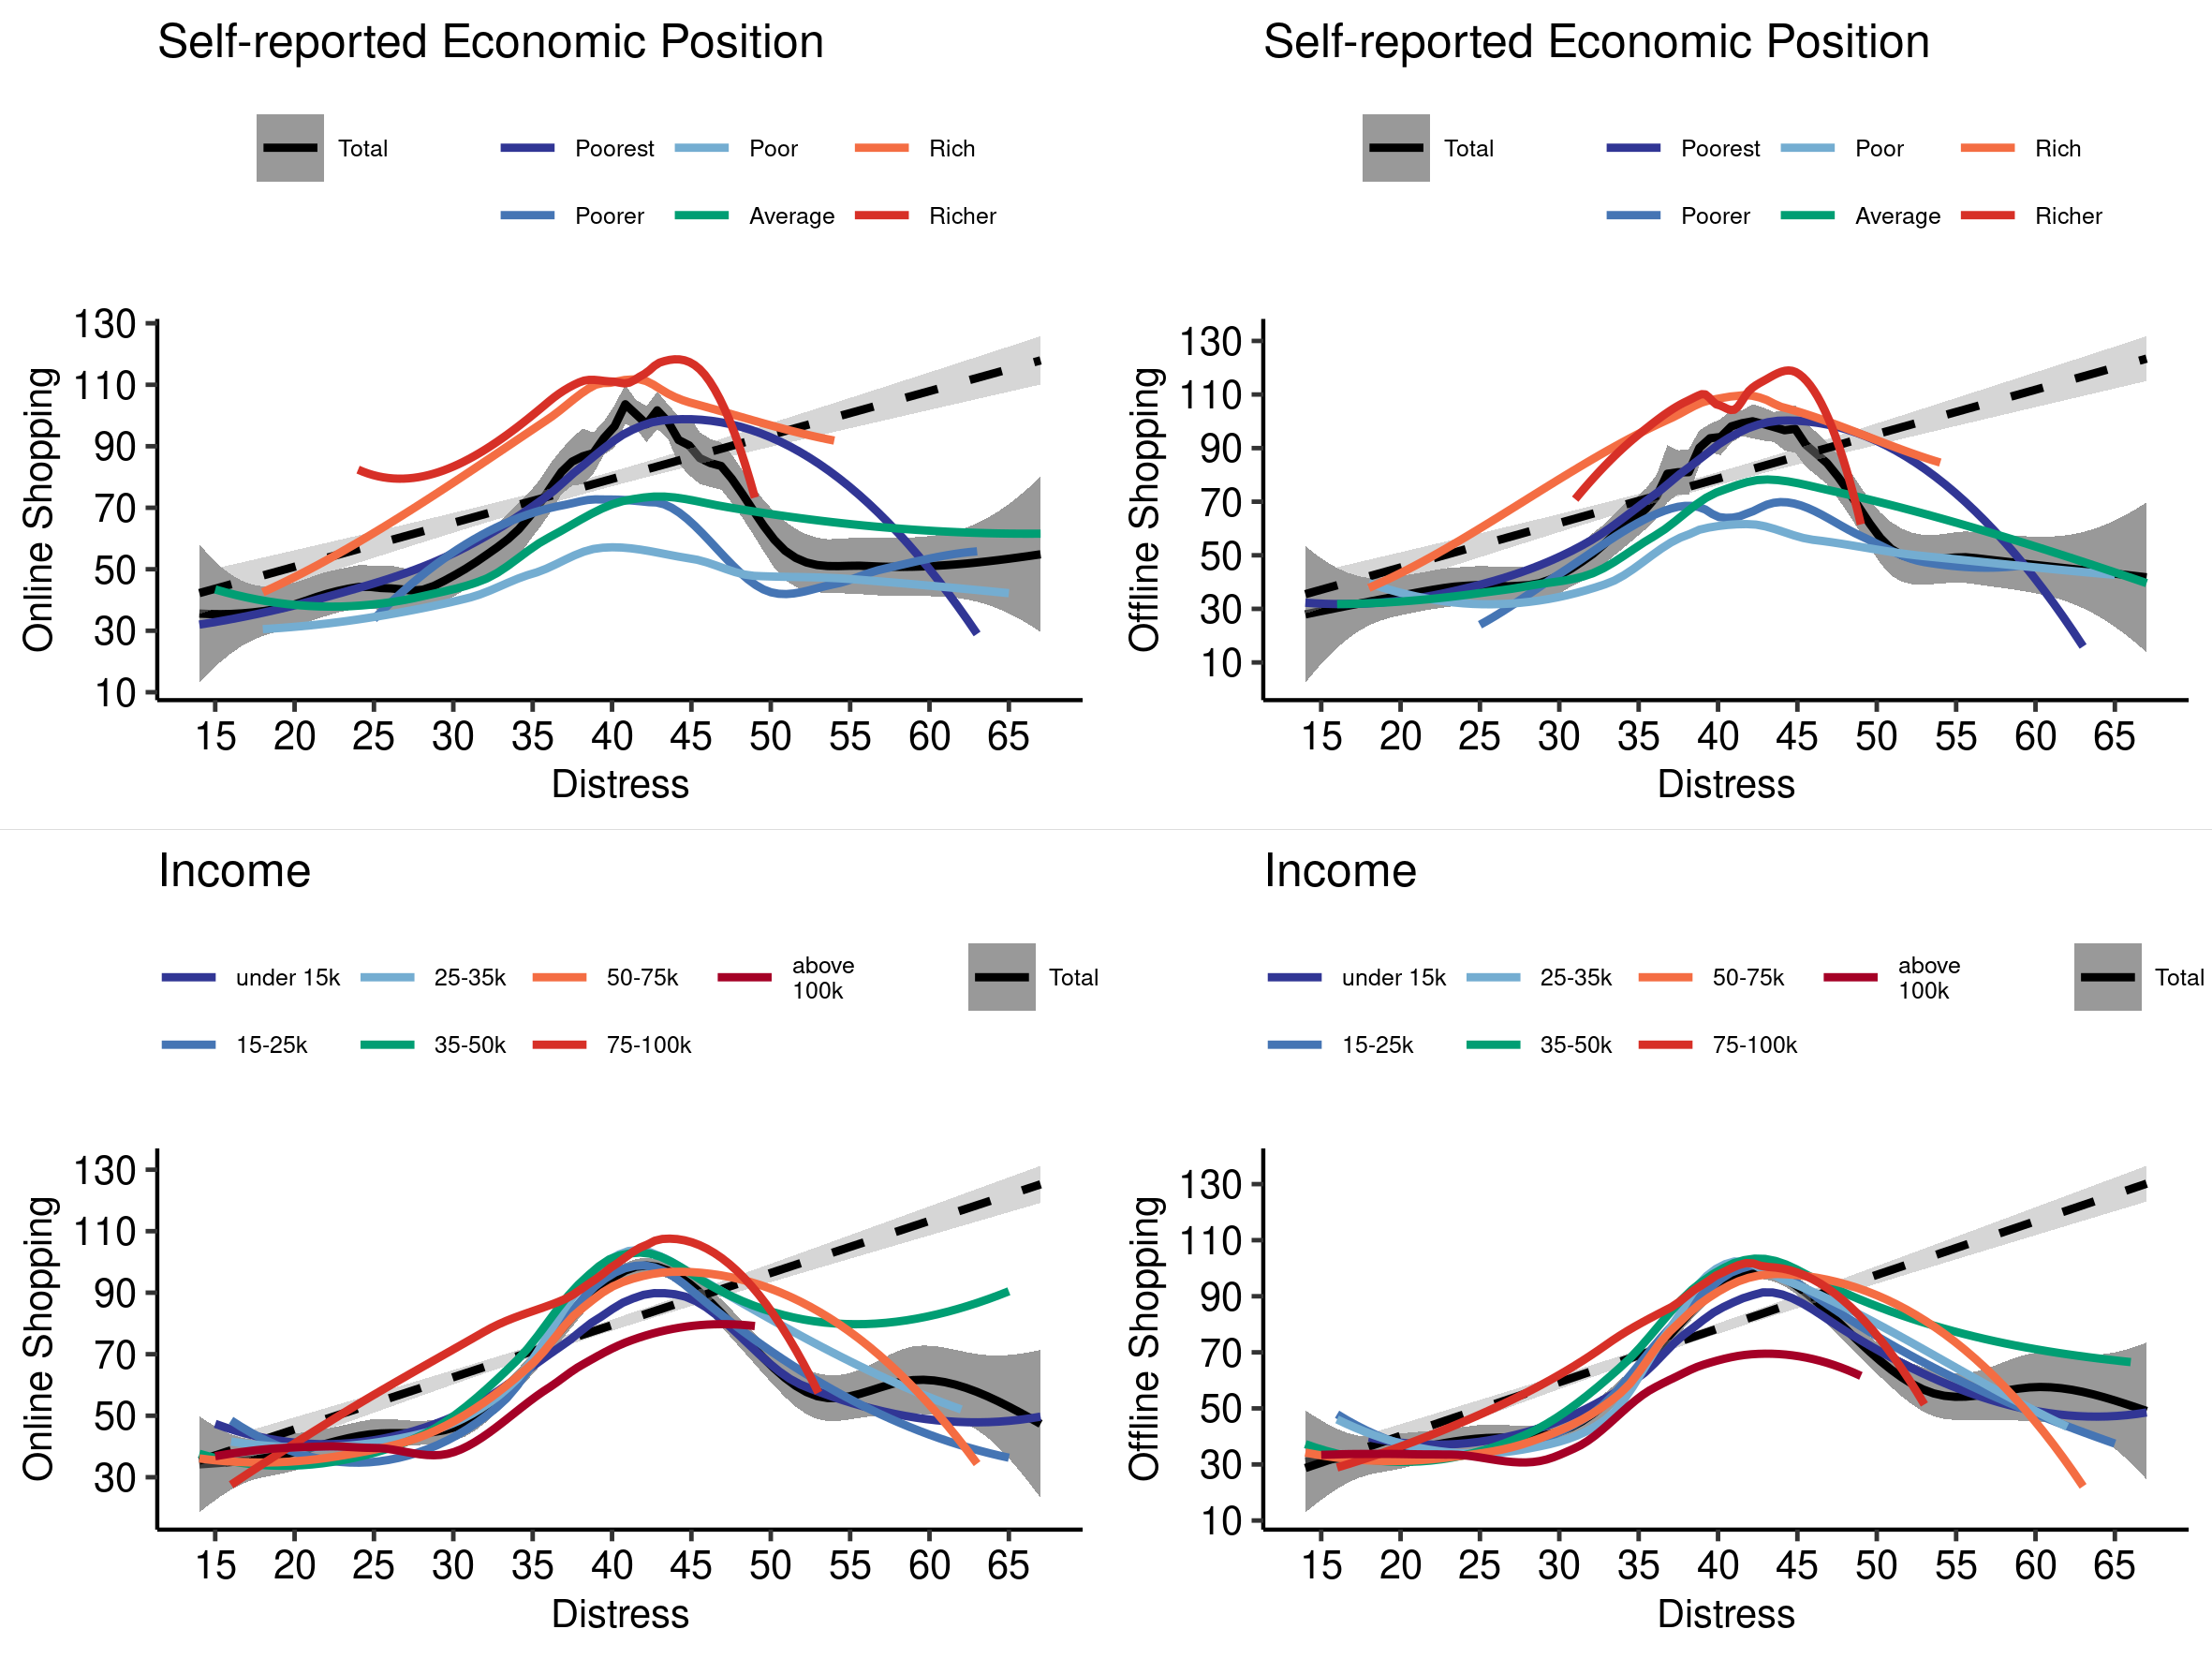 Self-reported Economic Position
Total Poorest Poor Rich
Poorer Average Richer
130
110
90
70
50
30
10
Online Shopping
15 20 25 30 35 40 45 50 55 60 65
Distress
Self-reported Economic Position
Total Poorest Poor Rich
Poorer Average Richer
130
110
90
70
50
30
10
Offline Shopping
15 20 25 30 35 40 45 50 55 60 65
Distress
Income
under 15k 25-35k 50-75k above
100k Total
15-25k 35-50k 75-100k
130
110
90
70
50
30
Online Shopping
15 20 25 30 35 40 45 50 55 60 65
Distress
Income
under 15k 25-35k 50-75k above
100k Total
15-25k 35-50k 75-100k
130
110
90
70
50
30
10
Offline Shopping
15 20 25 30 35 40 45 50 55 60 65
Distress